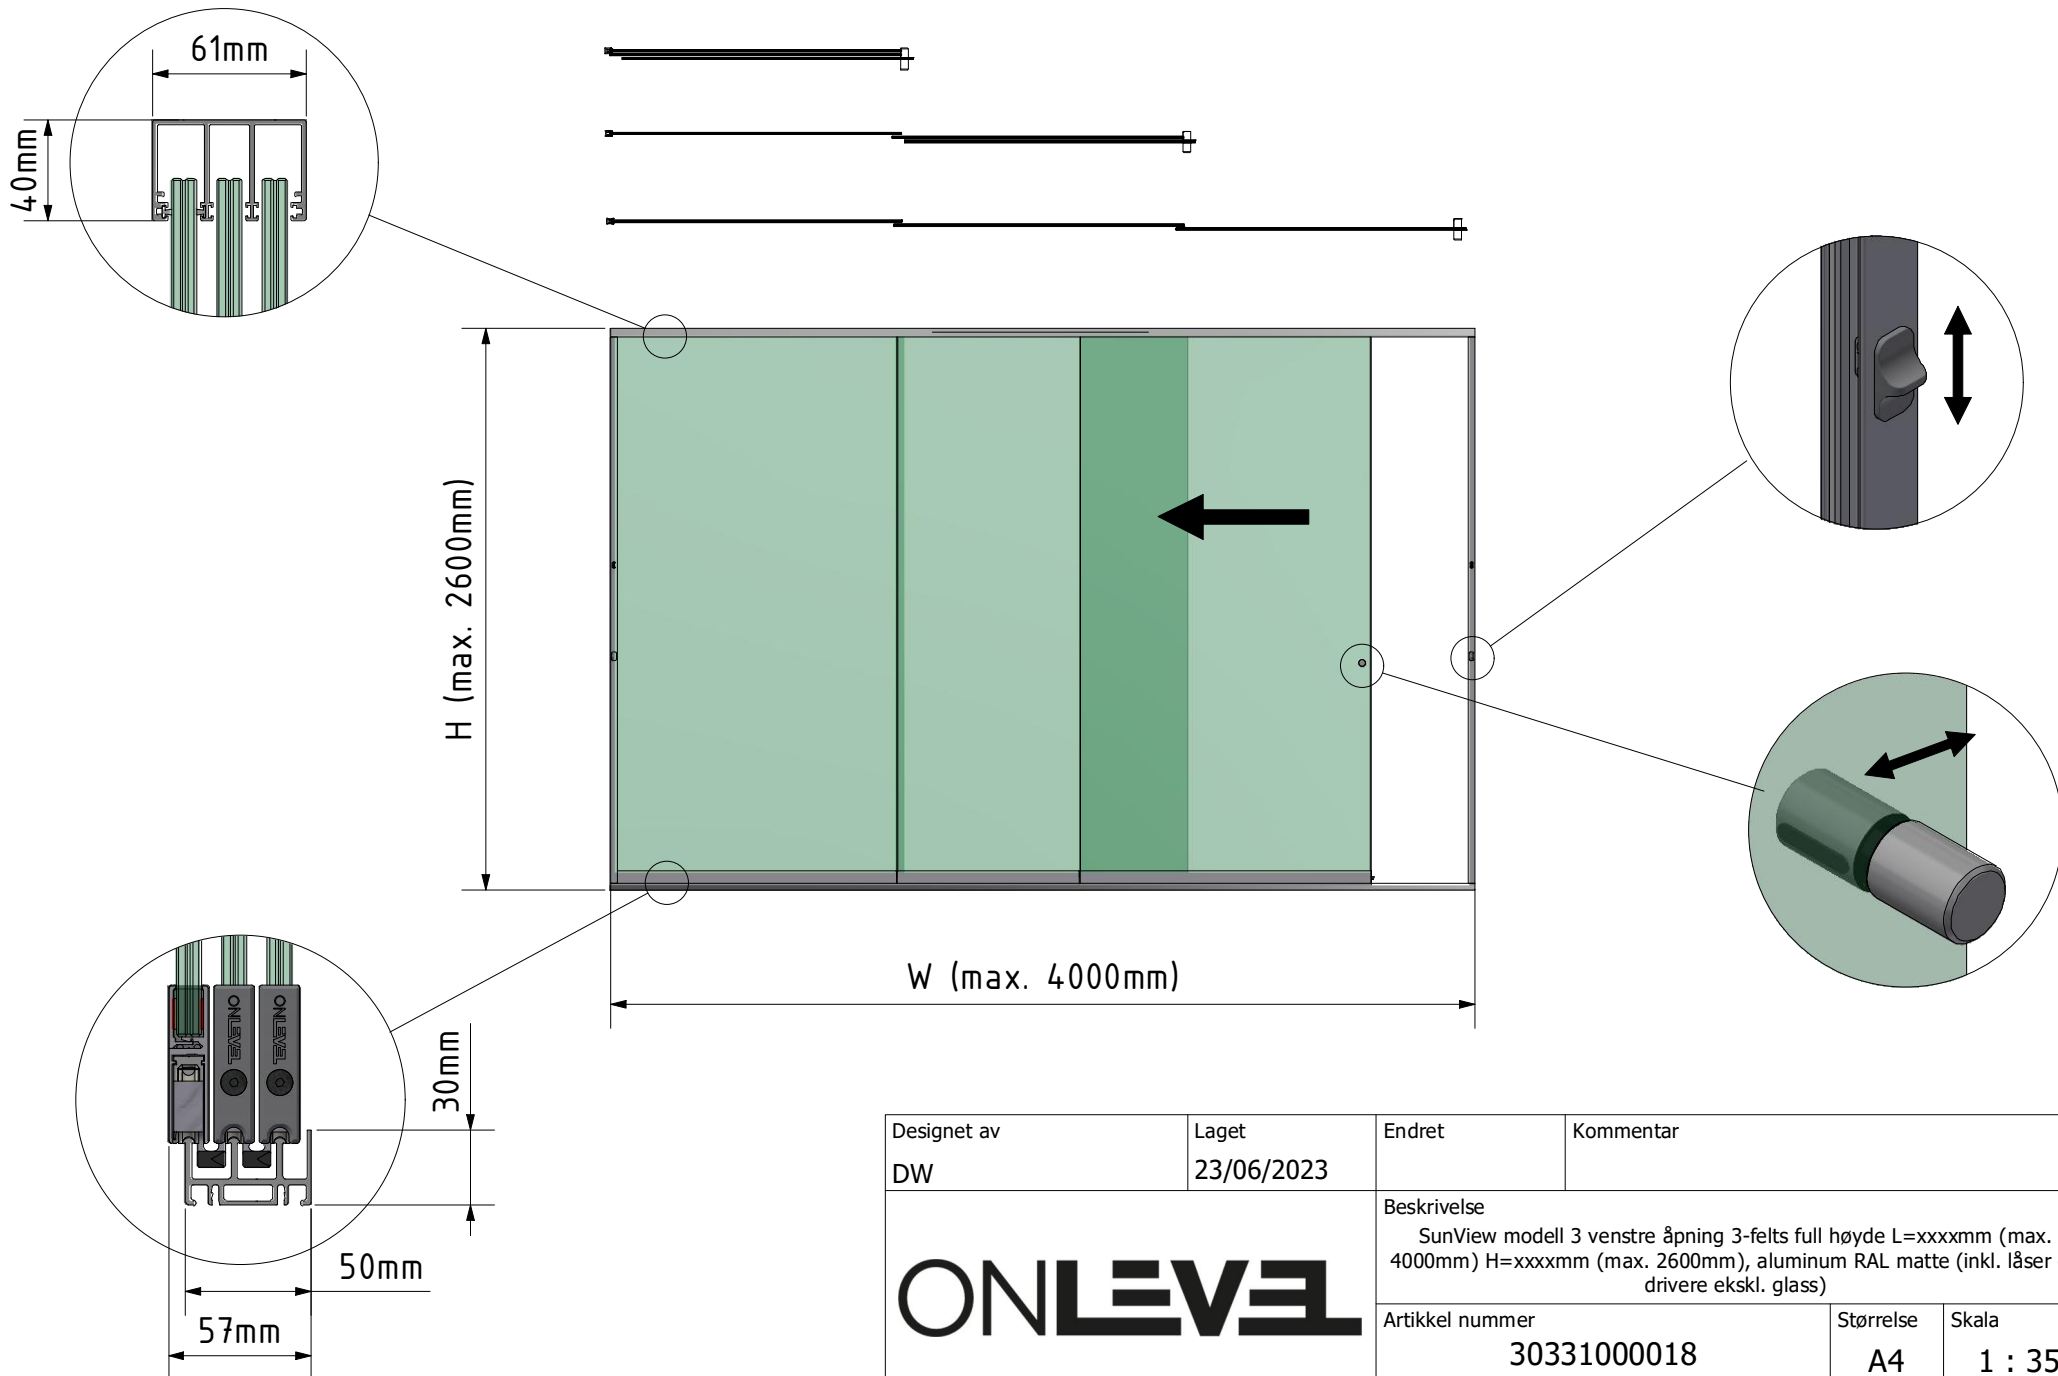 61mm
40mm
H (max. 2600mm)
W (max. 4000mm)
ONLEVEL
ONLEVEL
30mm
50mm
57mm
Designet av
DW
Laget
23/06/2023
Endret
Kommentar
ONLEVEL
Beskrivelse
SunView modell 3 venstre åpning 3-felts full høyde L=xxxxmm (max.
4000mm) H=xxxxmm (max. 2600mm), aluminum RAL matte (inkl. låser
drivere ekskl. glass)
Artikkel nummer
30331000018
Størrelse
A4
Skala
1 : 35